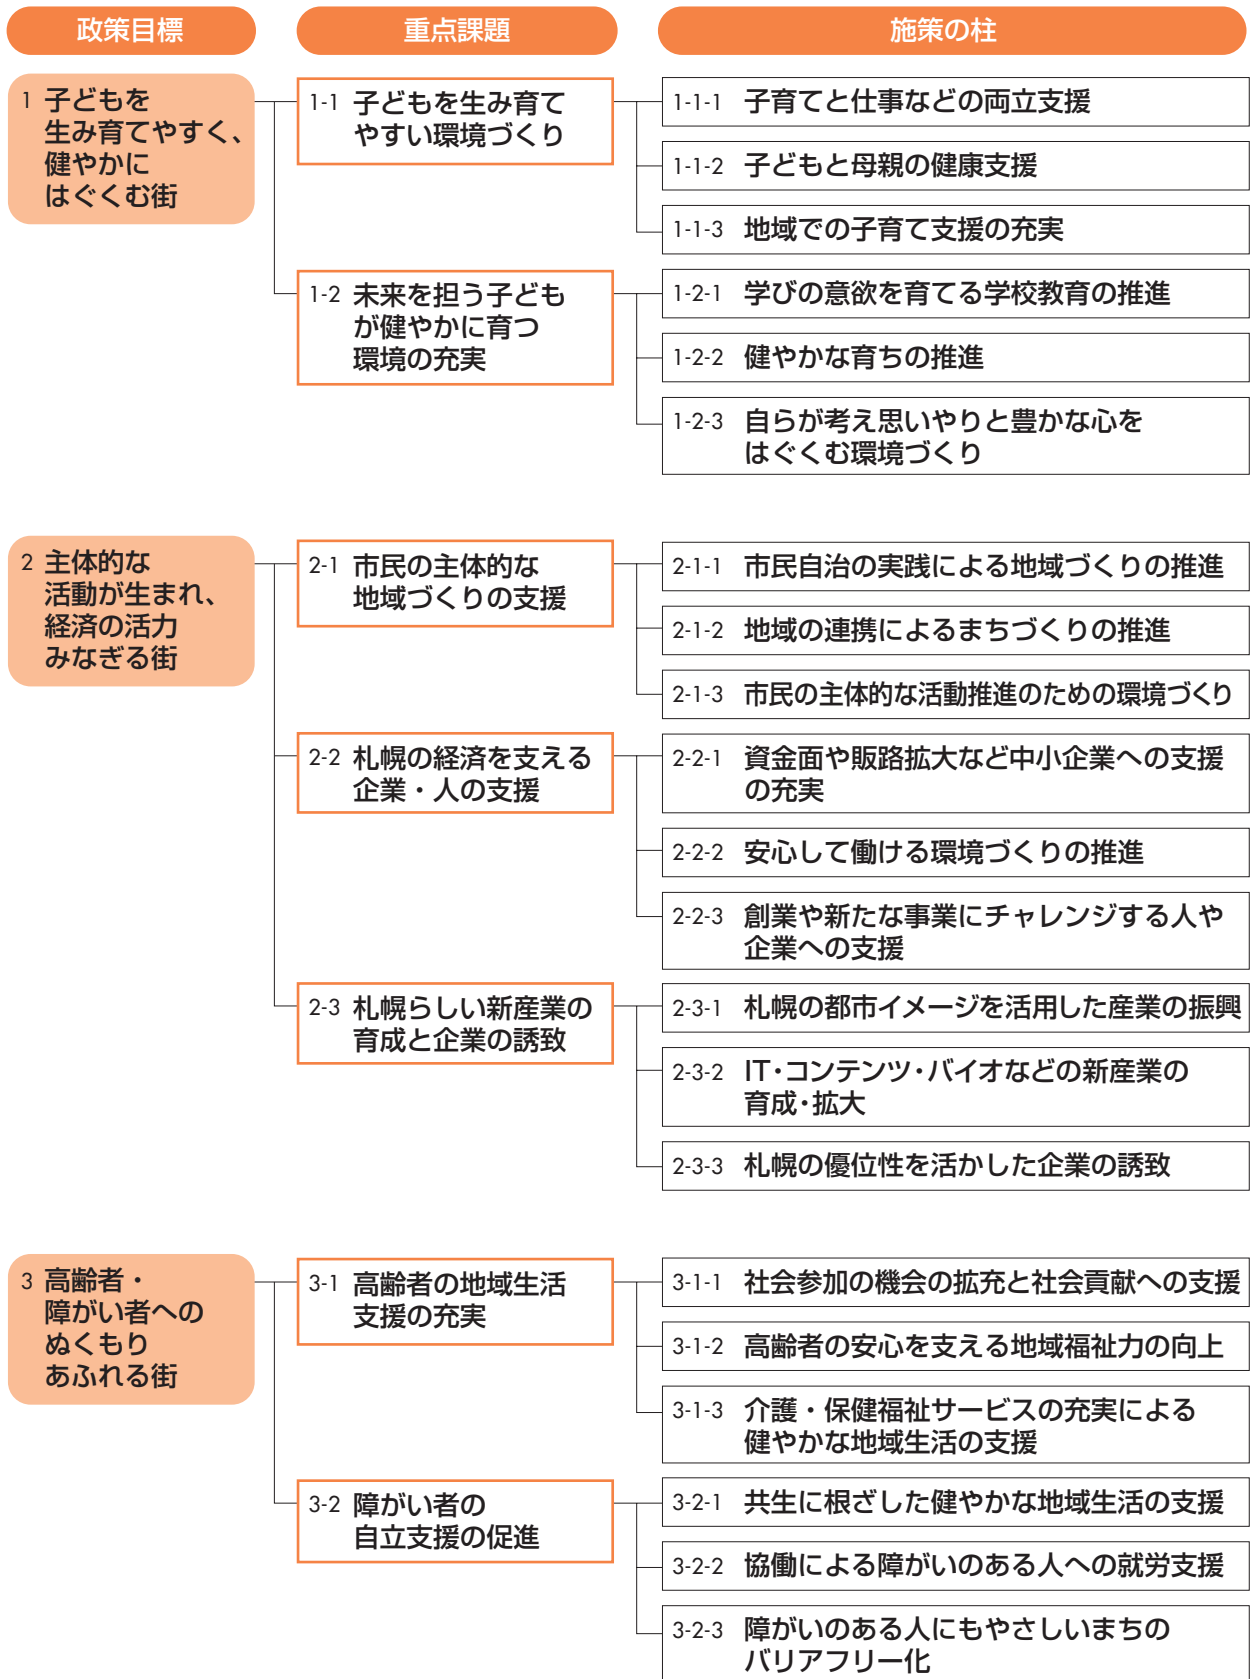 政策目標
重点課題
施策の柱
1 子どもを
生み育てやすく、
健やかに
はぐくむ街
1-1 子どもを生み育て
やすい環境づくり
1-1-1 子育てと仕事などの両立支援
1-1-2 子どもと母親の健康支援
1-1-3 地域での子育て支援の充実
1-2 未来を担う子ども
が健やかに育つ
環境の充実
1-2-1 学びの意欲を育てる学校教育の推進
1-2-2 健やかな育ちの推進
1-2-3 自らが考え思いやりと豊かな心を
はぐくむ環境づくり
2 主体的な
活動が生まれ、
経済の活力
みなぎる街
2-1 市民の主体的な
地域づくりの支援
2-1-1 市民自治の実践による地域づくりの推進
2-1-2 地域の連携によるまちづくりの推進
2-1-3 市民の主体的な活動推進のための環境づくり
2-2 札幌の経済を支える
企業・人の支援
2-2-1 資金面や販路拡大など中小企業への支援
の充実
2-2-2 安心して働ける環境づくりの推進
2-2-3 創業や新たな事業にチャレンジする人や
企業への支援
2-3 札幌らしい新産業の
育成と企業の誘致
2-3-1 札幌の都市イメージを活用した産業の振興
2-3-2 IT・コンテンツ・バイオなどの新産業の
育成・拡大
2-3-3 札幌の優位性を活かした企業の誘致
3 高齢者・
障がい者への
ぬくもり
あふれる街
3-1 高齢者の地域生活
支援の充実
3-1-1 社会参加の機会の拡充と社会貢献への支援
3-1-2 高齢者の安心を支える地域福祉力の向上
3-1-3 介護・保健福祉サービスの充実による
健やかな地域生活の支援
3-2 障がい者の
自立支援の促進
3-2-1 共生に根ざした健やかな地域生活の支援
3-2-2 協働による障がいのある人への就労支援
3-2-3 障がいのある人にもやさしいまちの
バリアフリー化